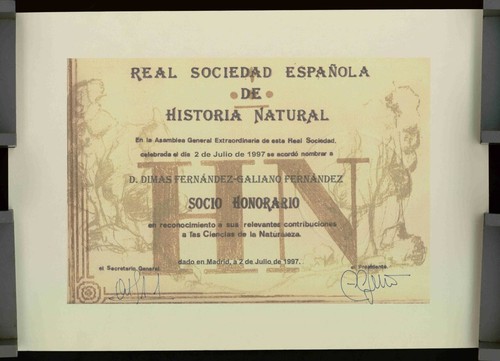 REAL SOCIEDAD ESPAÑOLA
DE
HISTORIA NATURAL
En la Asamblea General Extraordinaria de esta Real Sociedad,
celebrada el día 2 de Julio de 1997 se acordó nombrar a
D. DIMAS FERNÁNDEZ-GALIANO FERNÁNDEZ
SOCIO HONORARIO
en reconocimiento a sus relevantes contribuciones
a las Ciencias de la Naturaleza.
dado en Madrid, a 2 de Julio de 1997.
el Secretario General
el Presidente
HN